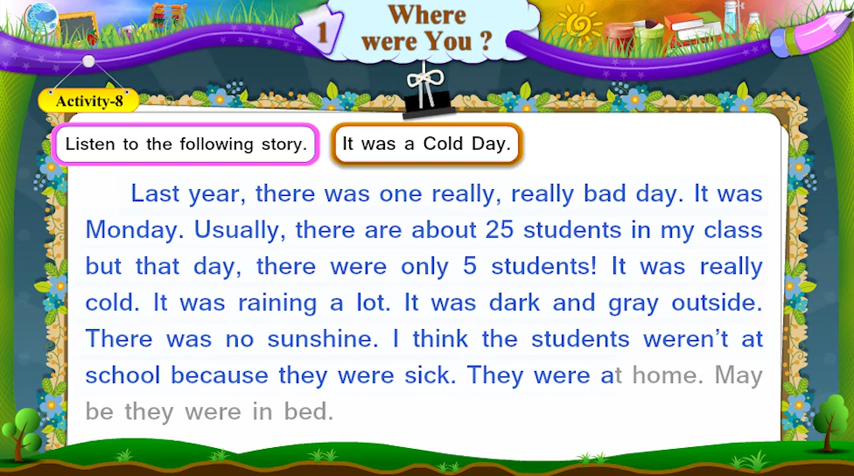 1
Where
were You ?
Activity-8
Listen to the following story.
It was a Cold Day.
Last year, there was one really, really bad day. It was
Monday. Usually, there are about 25 students in my class
but that day, there were only 5 students! It was really
cold. It was raining a lot. It was dark and gray outside.
There was no sunshine. I think the students weren't at
school because they were sick. They were at home. May
be they were in bed.